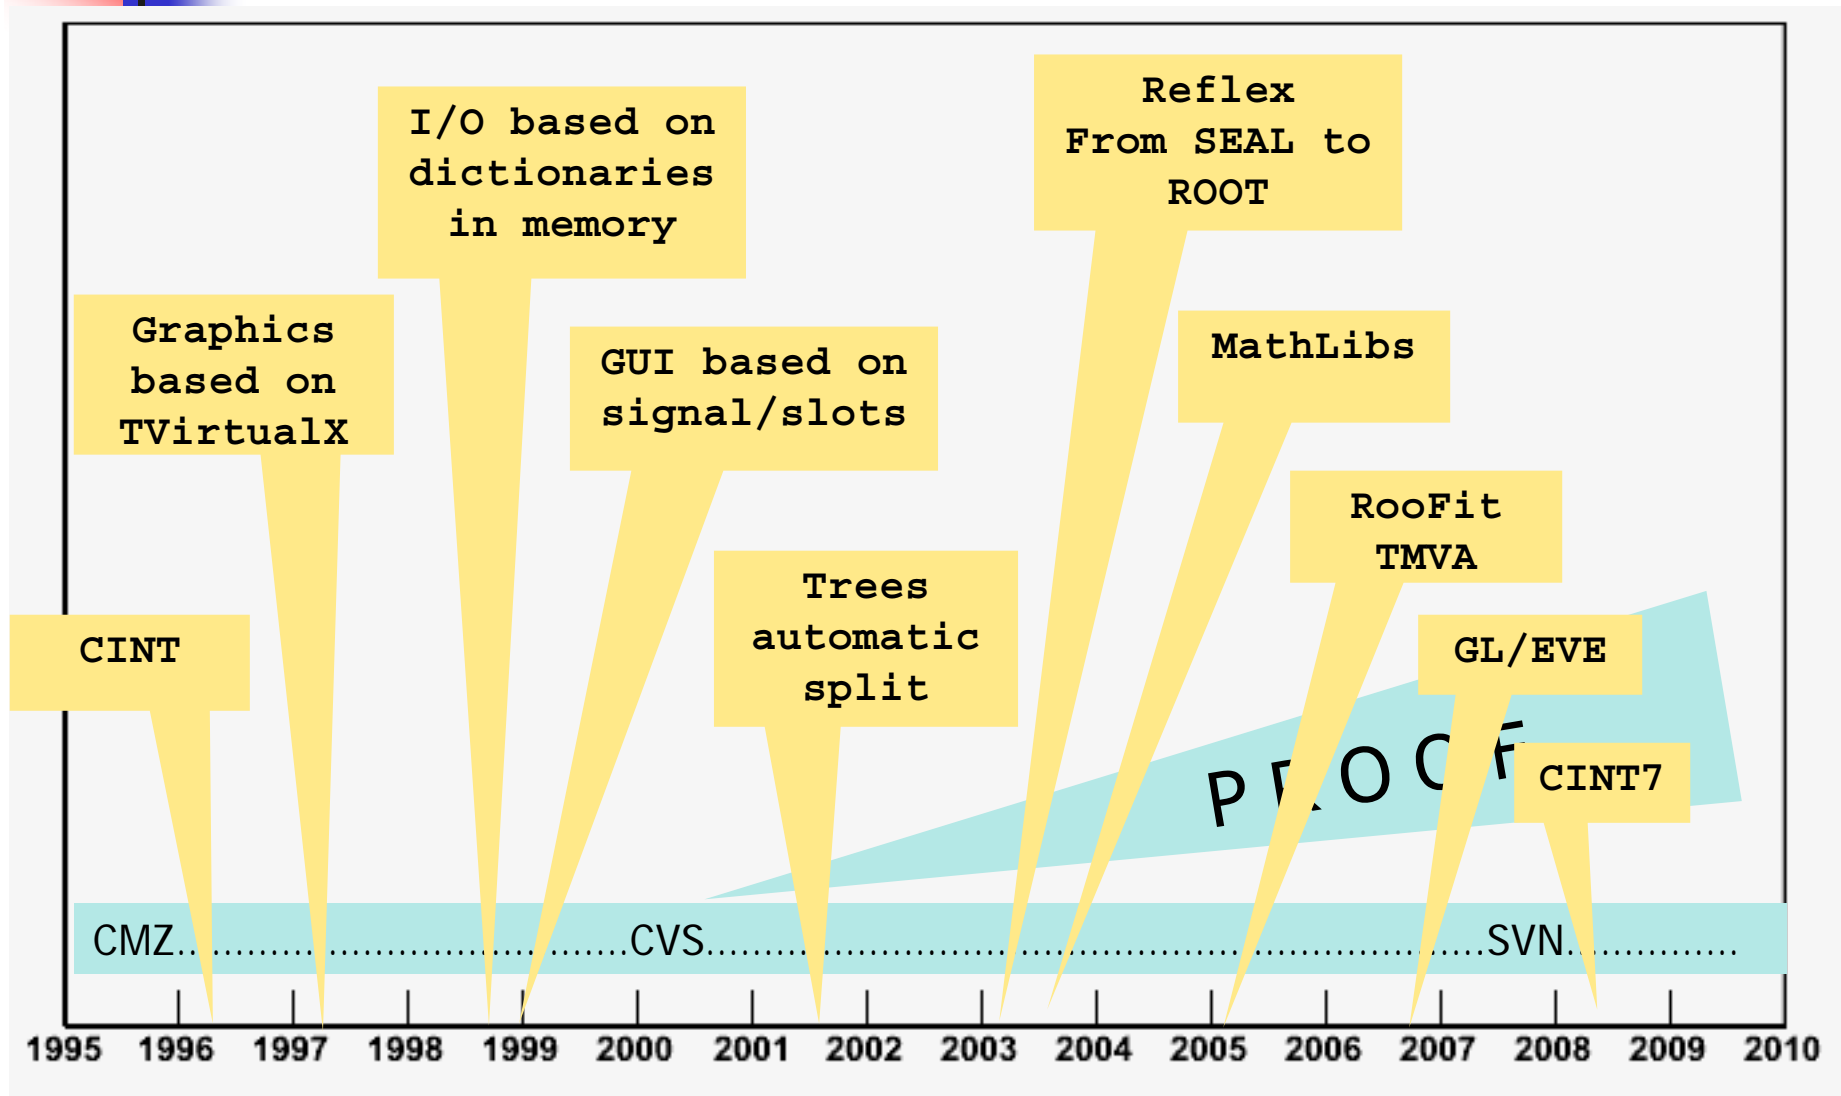 Reflex
From SEAL to
ROOT
I/O based on
dictionaries
in memory
Graphics
based on
TVirtualX
GUI based on
signal/slots
MathLibs
RooFit
TMVA
Trees
automatic
split
CINT
GL/EVE
PROOF
CINT7
CMZ..............................CVS..................................................SVN..............
1995 1996 1997 1998 1999 2000 2001 2002 2003 2004 2005 2006 2007 2008 2009 2010